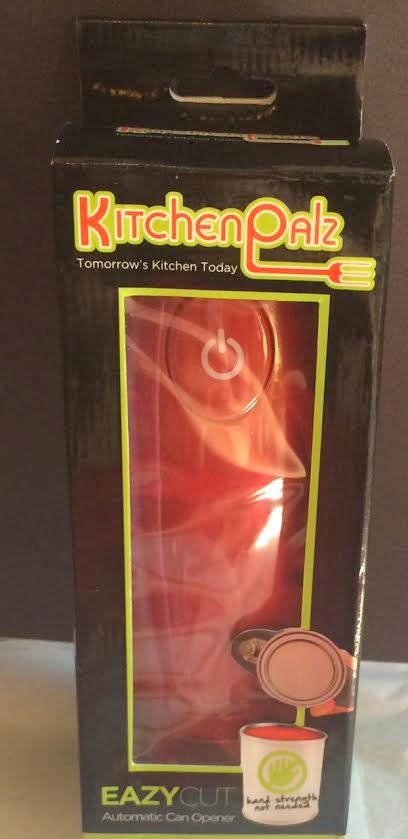 KitchenPalz
Tomorrow's Kitchen Today
hand strength
not needed
EAZYCUT
Automatic Can Opener